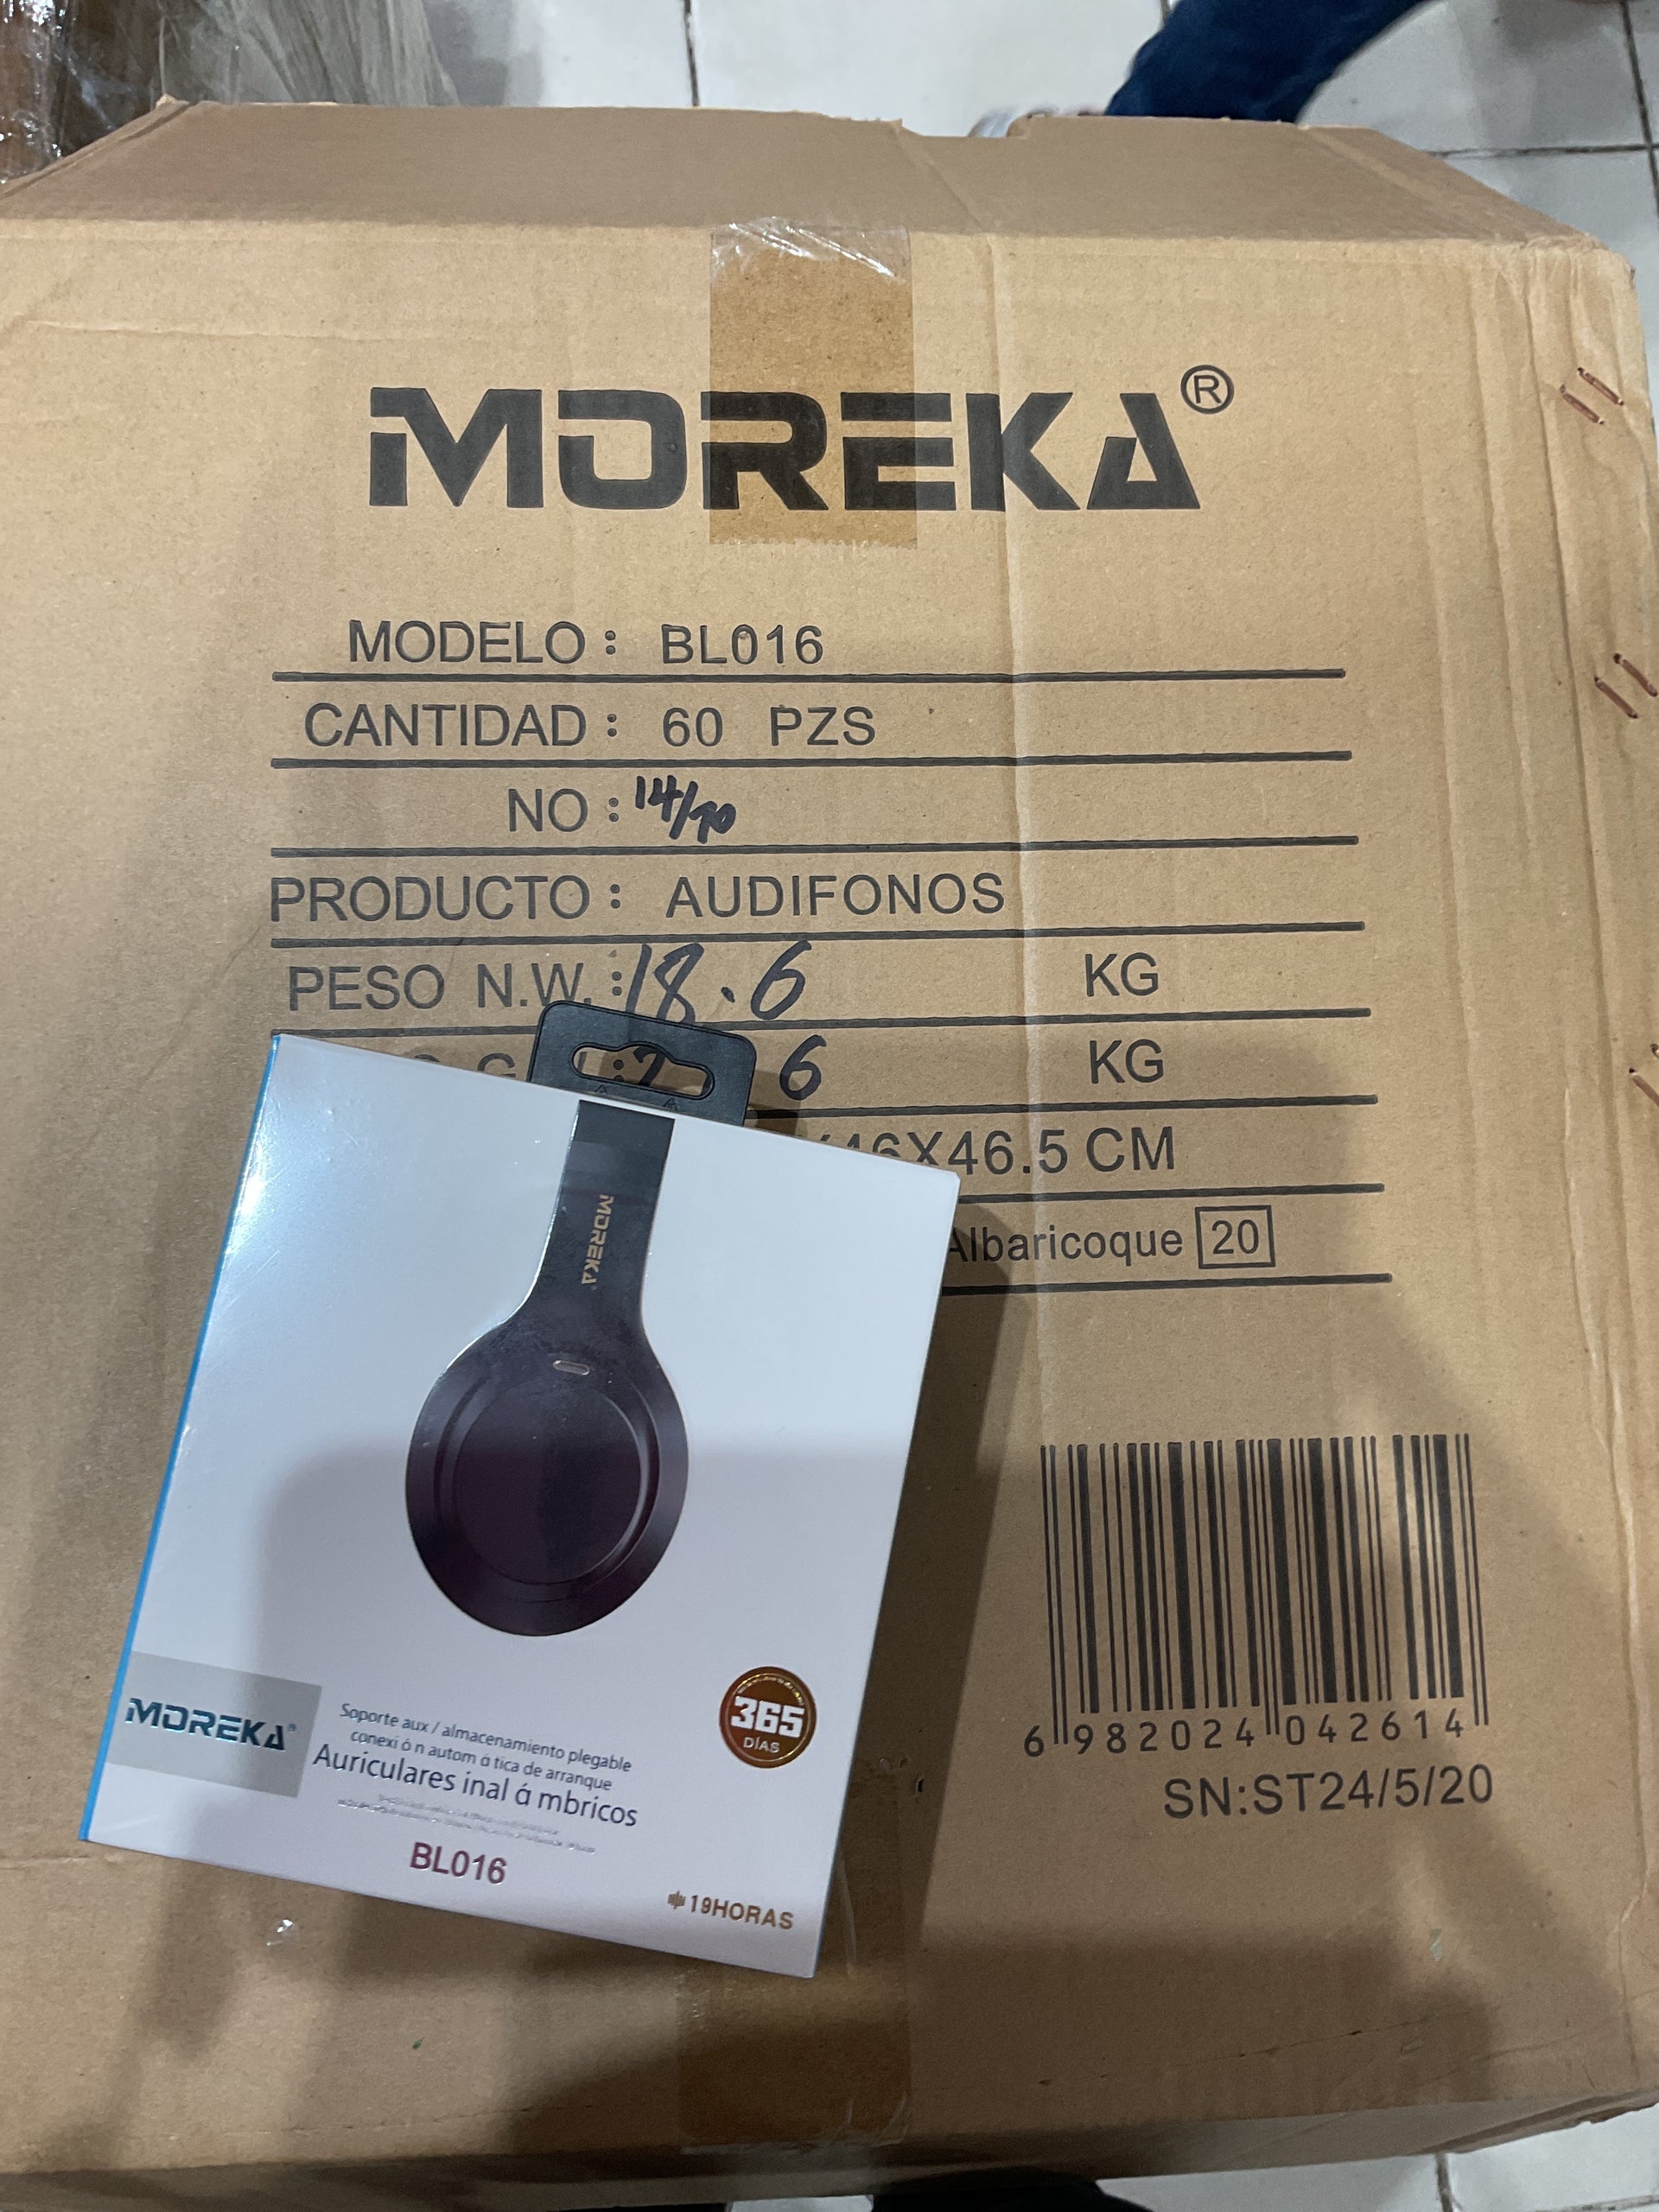 MOREKA®
MODELO: BL016
CANTIDAD: 60 PZS
NO: 14/70
PRODUCTO: AUDIFONOS
PESO N.W.: 18.6 KG
6 KG
X46.5 CM
Albaricoque 20
6 982024 042614
SN:ST24/5/20
MOREKA
MOREKA®
Soporte aux / almacenamiento plegable
conexi ó n autom á tica de arranque
Auriculares inal á mbricos
BL016
365
DÍAS
19HORAS